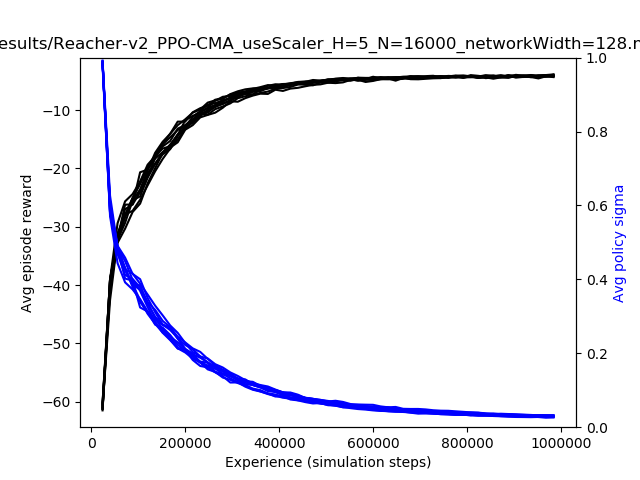 esults/Reacher-v2_PPO-CMA_useScaler_H=5_N=16000_networkWidth=128.n
Avg episode reward
−10
−20
−30
−40
−50
−60
1.0
0.8
0.6
0.4
0.2
0.0
Avg policy sigma
0 200000 400000 600000 800000 1000000
Experience (simulation steps)